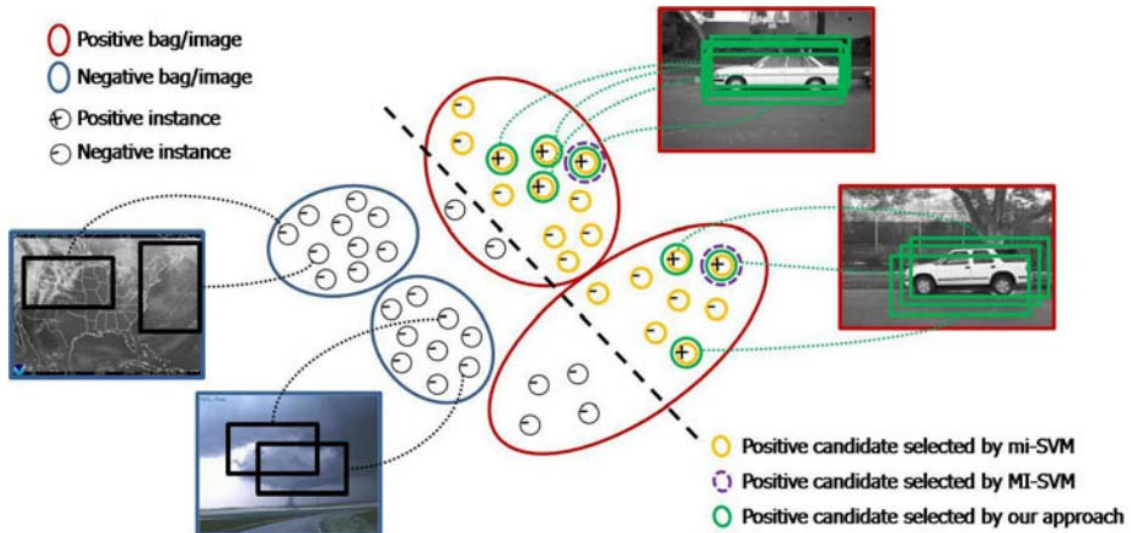 Positive bag/image
Negative bag/image
Positive instance
Negative instance
Positive candidate selected by mi-SVM
Positive candidate selected by MI-SVM
Positive candidate selected by our approach